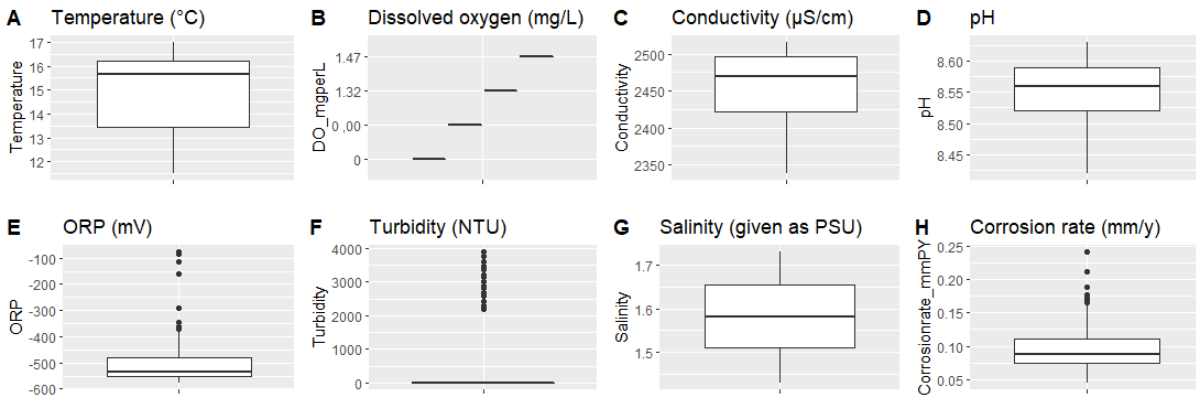 A Temperature (°C)
Temperature
17
16
15
14
13
12
B Dissolved oxygen (mg/L)
DO_mgperL
1.47
1.32
0 ,00
0
C Conductivity (µS/cm)
Conductivity
2500
2450
2400
2350
D pH
pH
8.60
8.55
8.50
8.45
E ORP (mV)
ORP
-100
-200
-300
-400
-500
-600
F Turbidity (NTU)
Turbidity
4000
3000
2000
1000
0
G Salinity (given as PSU)
Salinity
1.7
1.6
1.5
H Corrosion rate (mm/y)
Corrosionrate_mmPY
0.25
0.20
0.15
0.10
0.05